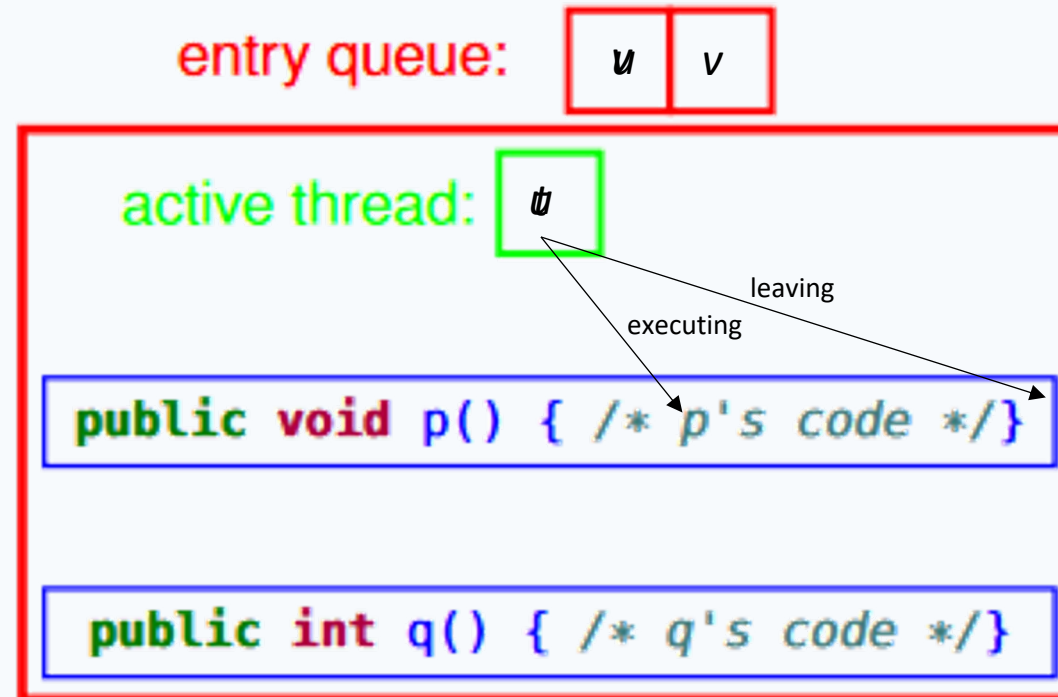 entry queue: v
active thread:
leaving
executing
public void p() { /* p's code */}
public int q() { /* q's code */}